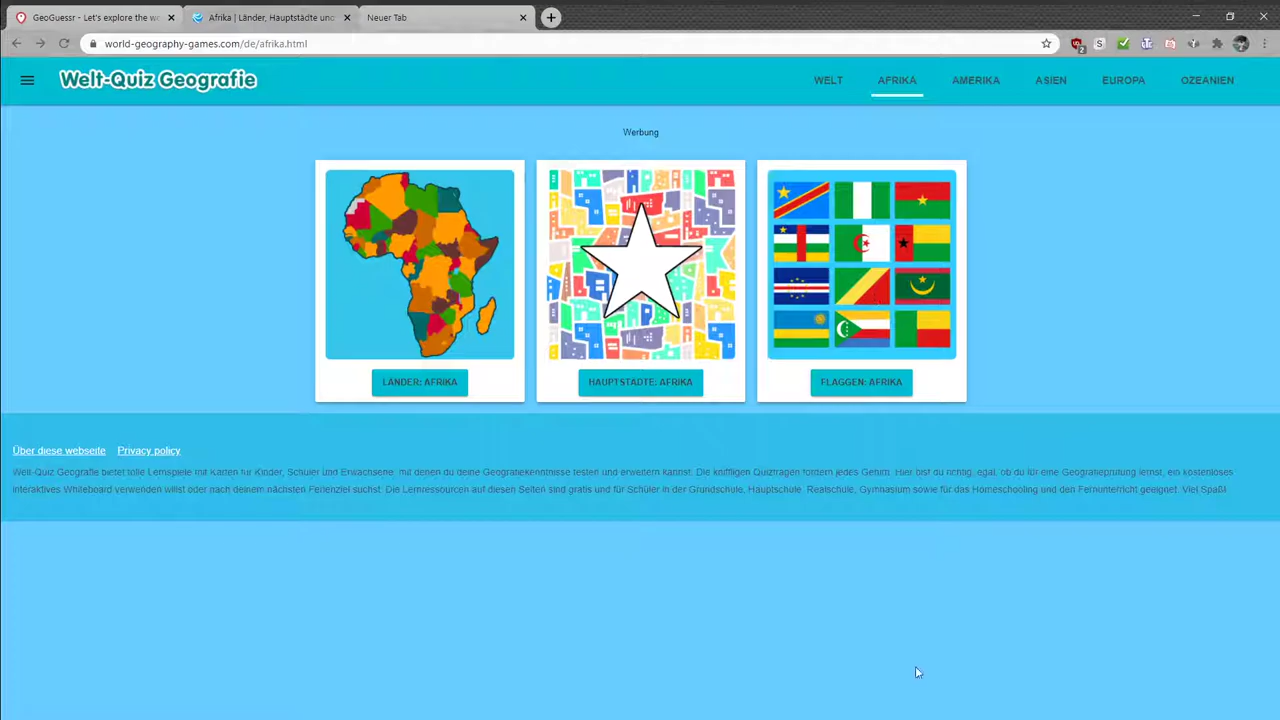 GeoGuessr - Let's explore the wo
Afrika | Länder, Hauptstädte und
Neuer Tab
world-geography-games.com/de/afrika.html
2
Welt-Quiz Geografie
WELT
AFRIKA
AMERIKA
ASIEN
EUROPA
OZEANIEN
Werbung
LÄNDER: AFRIKA
HAUPTSTÄDTE: AFRIKA
FLAGGEN: AFRIKA
Über diese webseite Privacy policy
Welt-Quiz Geografie bietet tolle Lernspiele mit Karten für Kinder, Schüler und Erwachsene, mit denen du deine Geografiekenntnisse testen und erweitern kannst. Die kniffligen Quizfragen fordern jedes Gehirn. Hier bist du richtig, egal, ob du für eine Geografieprüfung lernst, ein kostenloses
interaktives Whiteboard verwenden willst oder nach deinem nächsten Ferienziel suchst. Die Lernressourcen auf diesen Seiten sind gratis und für Schüler in der Grundschule, Hauptschule, Realschule, Gymnasium sowie für das Homeschooling und den Fernunterricht geeignet. Viel Spaß!